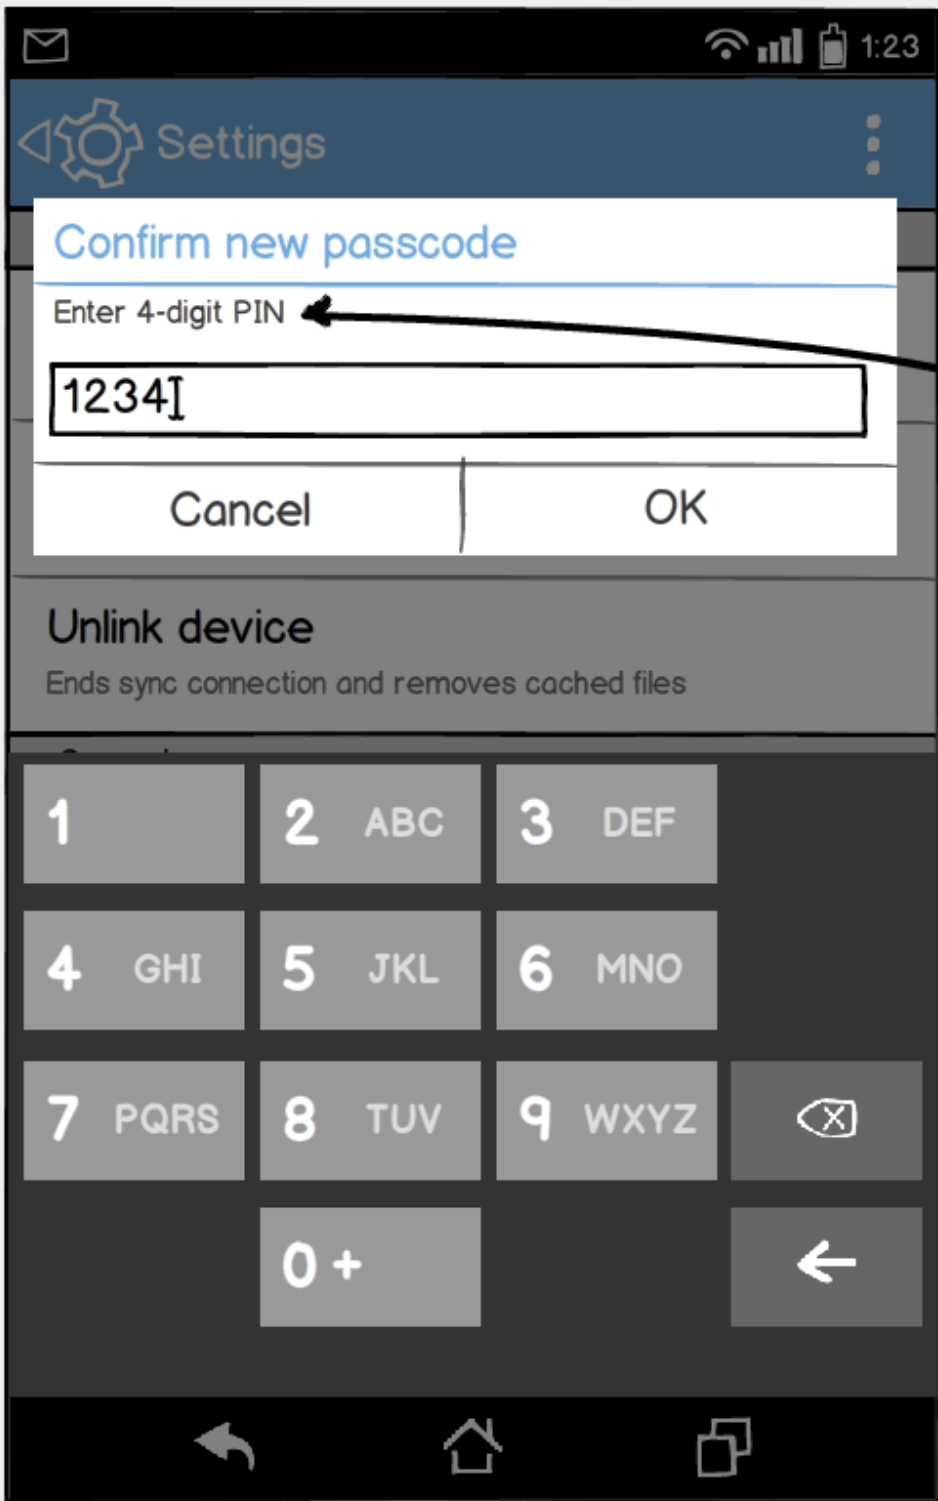 1:23
Settings
Confirm new passcode
Enter 4-digit PIN
1234
Cancel OK
Unlink device
Ends sync connection and removes cached files
1 2 ABC 3 DEF
4 GHI 5 JKL 6 MNO
7 PQRS 8 TUV 9 WXYZ
0 +